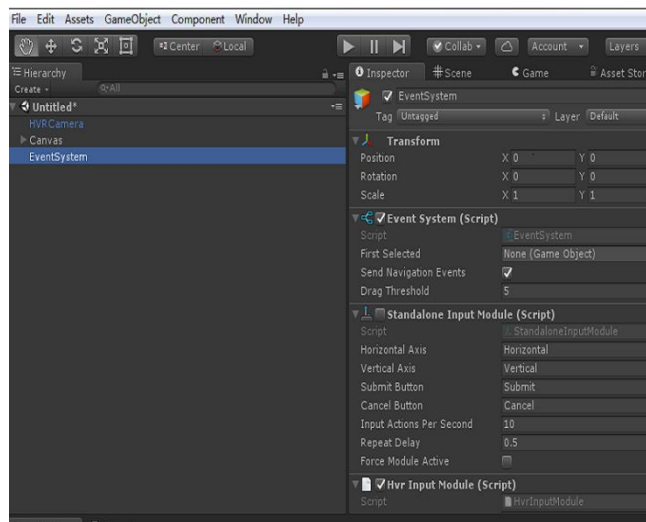 File Edit Assets GameObject Component Window Help
Center Local Collab Account Layers
Hierarchy
Create All
Untitled*
HVRCamera
Canvas
EventSystem
Inspector Scene Game Asset Stor
EventSystem
Tag Untagged Layer Default
Transform
Position X 0 Y 0
Rotation X 0 Y 0
Scale X 1 Y 1
Event System (Script)
Script EventSystem
First Selected None (Game Object)
Send Navigation Events
Drag Threshold 5
Standalone Input Module (Script)
Script StandaloneInputModule
Horizontal Axis Horizontal
Vertical Axis Vertical
Submit Button Submit
Cancel Button Cancel
Input Actions Per Second 10
Repeat Delay 0.5
Force Module Active
Hvr Input Module (Script)
Script HvrInputModule